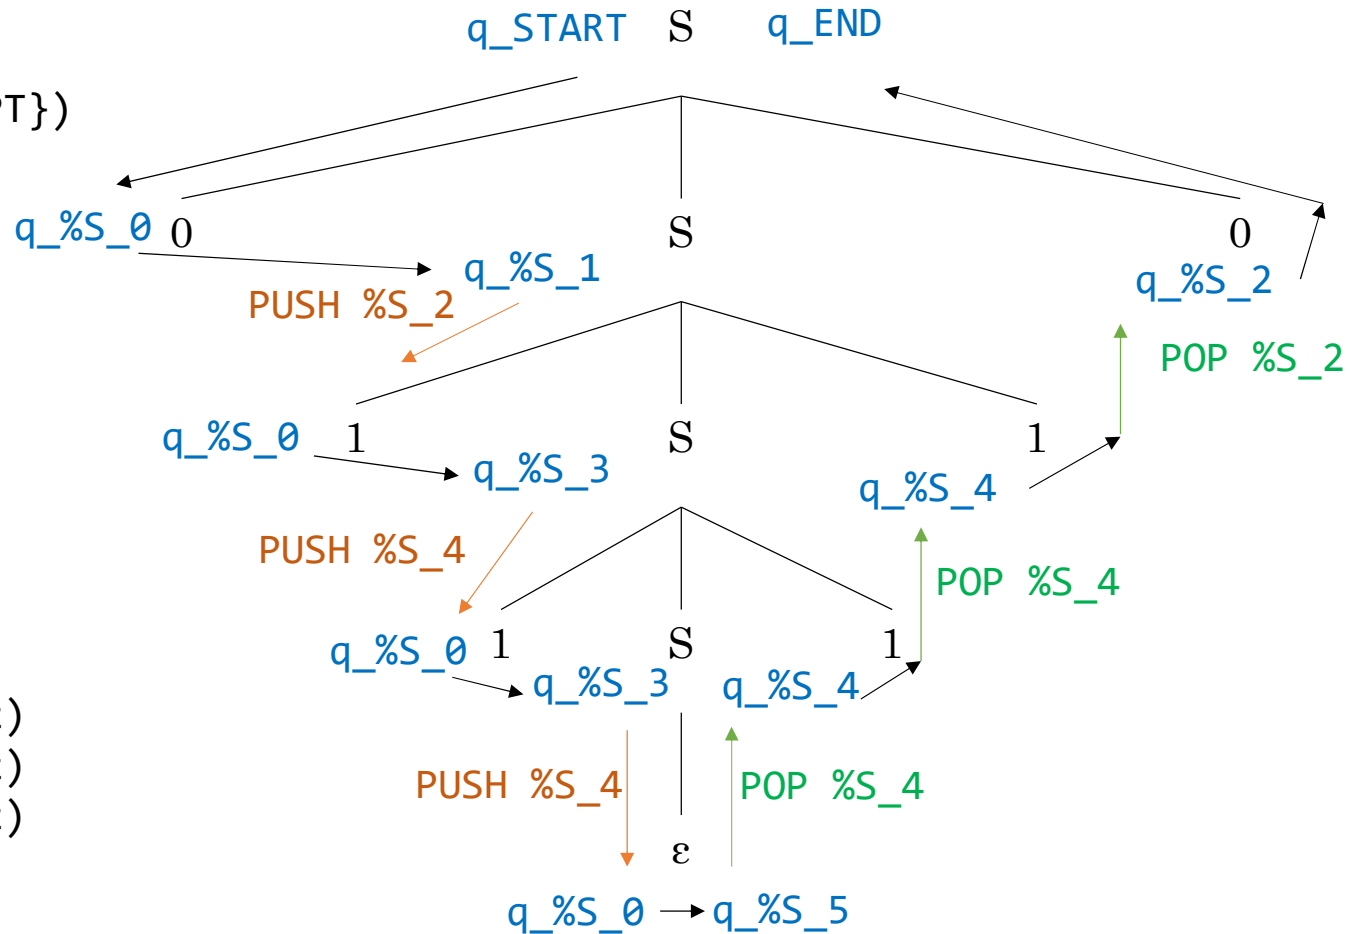 q_START S q_END
PT})
q_%S_0 0 S 0
q_%S_1 q_%S_2
PUSH %S_2
POP %S_2
q_%S_0 1 S 1
q_%S_3 q_%S_4
PUSH %S_4
POP %S_4
q_%S_0 1 S 1
q_%S_3 q_%S_4
)
)
)
PUSH %S_4 POP %S_4
ε
q_%S_0 q_%S_5